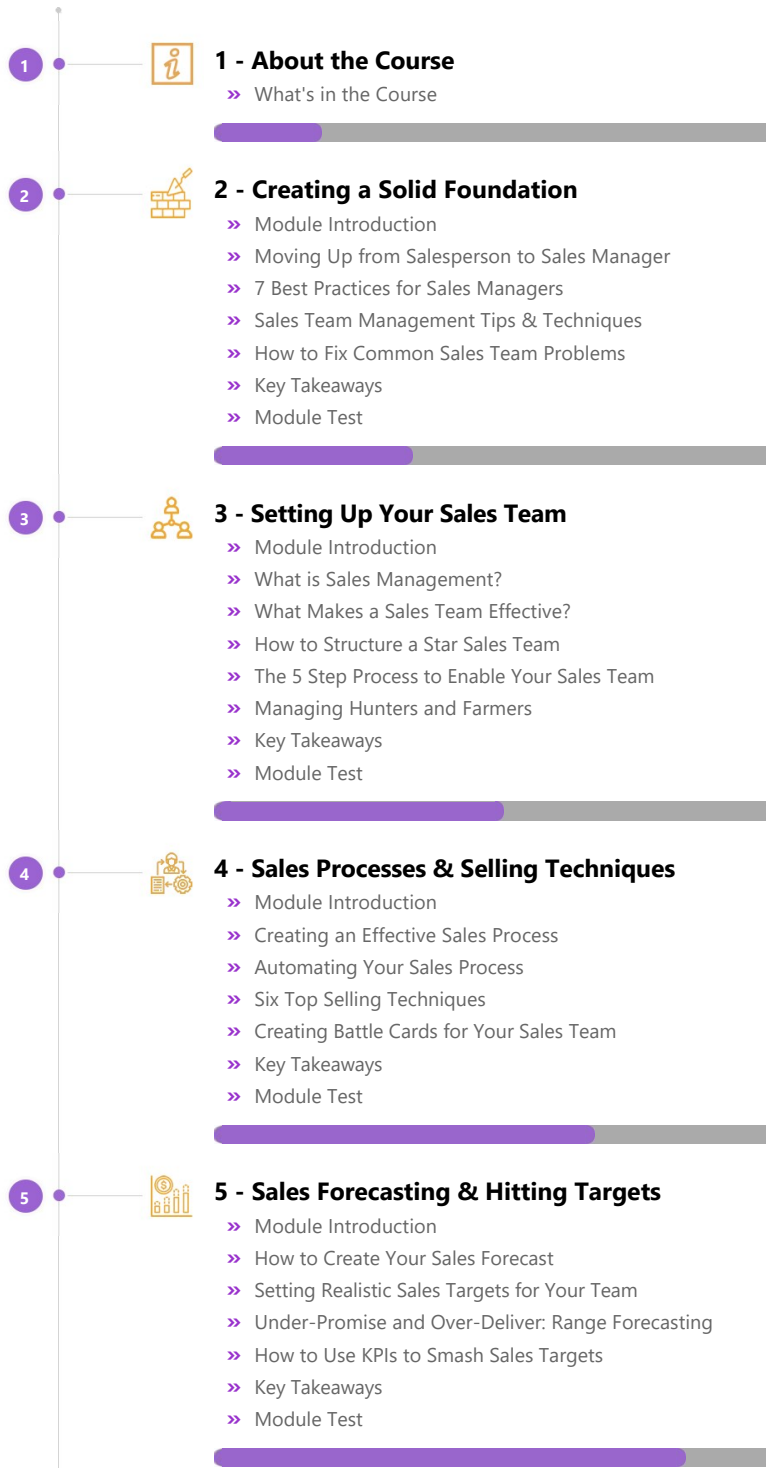 1
1 - About the Course
» What's in the Course
2
2 - Creating a Solid Foundation
» Module Introduction
» Moving Up from Salesperson to Sales Manager
» 7 Best Practices for Sales Managers
» Sales Team Management Tips & Techniques
» How to Fix Common Sales Team Problems
» Key Takeaways
» Module Test
3
3 - Setting Up Your Sales Team
» Module Introduction
» What is Sales Management?
» What Makes a Sales Team Effective?
» How to Structure a Star Sales Team
» The 5 Step Process to Enable Your Sales Team
» Managing Hunters and Farmers
» Key Takeaways
» Module Test
4
4 - Sales Processes & Selling Techniques
» Module Introduction
» Creating an Effective Sales Process
» Automating Your Sales Process
» Six Top Selling Techniques
» Creating Battle Cards for Your Sales Team
» Key Takeaways
» Module Test
5
5 - Sales Forecasting & Hitting Targets
» Module Introduction
» How to Create Your Sales Forecast
» Setting Realistic Sales Targets for Your Team
» Under-Promise and Over-Deliver: Range Forecasting
» How to Use KPIs to Smash Sales Targets
» Key Takeaways
» Module Test